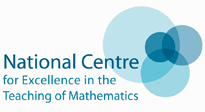 National Centre
for Excellence in the
Teaching of Mathematics